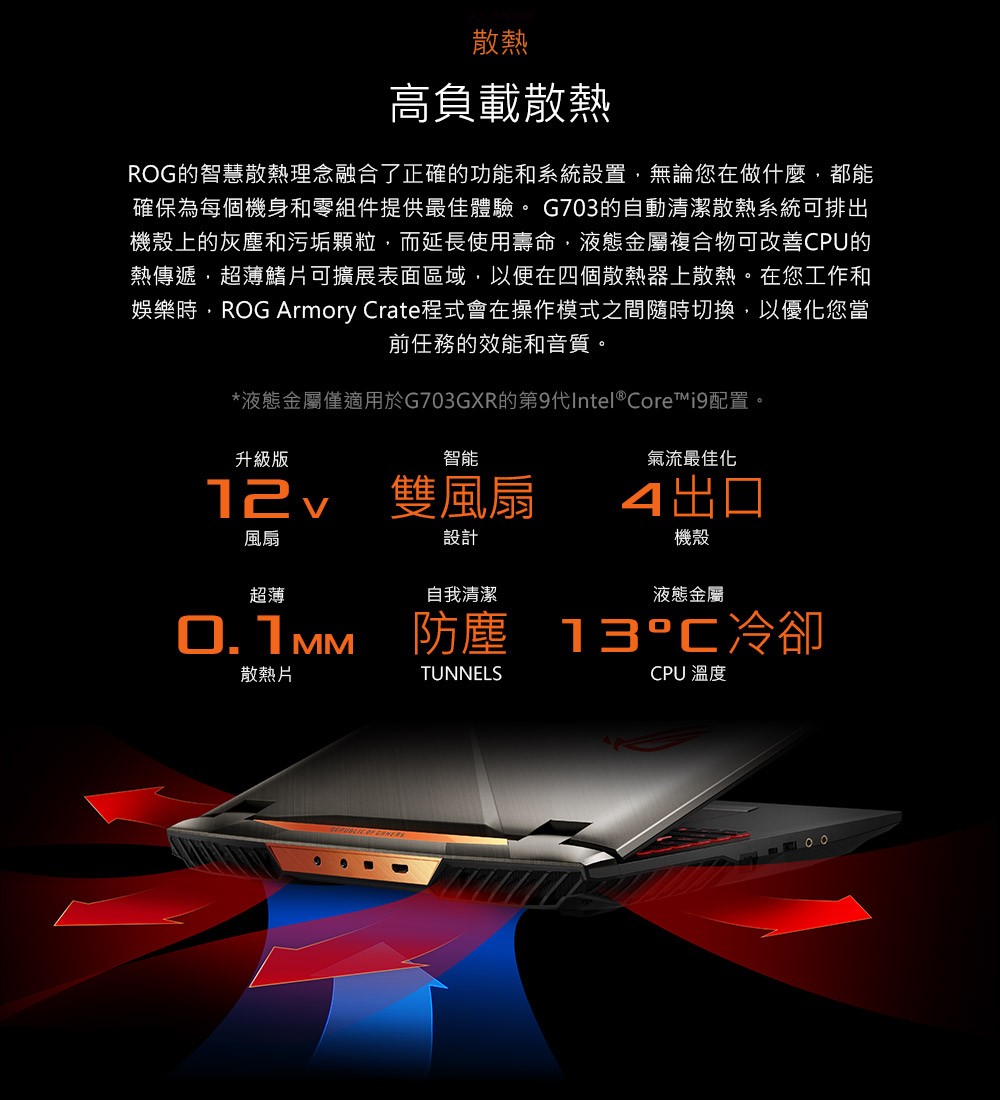 散熱
高負載散熱
ROG的智慧散熱理念融合了正確的功能和系統設置，無論您在做什麼，都能
確保為每個機身和零組件提供最佳體驗。 G703的自動清潔散熱系統可排出
機殼上的灰塵和污垢顆粒，而延長使用壽命，液態金屬複合物可改善CPU的
熱傳遞，超薄鰭片可擴展表面區域，以便在四個散熱器上散熱。在您工作和
娛樂時，ROG Armory Crate程式會在操作模式之間隨時切換，以優化您當
前任務的效能和音質。
*液態金屬僅適用於G703GXR的第9代Intel®Core™i9配置。
升級版
12V
風扇
智能
雙風扇
設計
氣流最佳化
4出口
機殼
超薄
0.1MM
散熱片
自我清潔
防塵
TUNNELS
液態金屬
13°C冷卻
CPU 溫度
REPUBLIC OF GAMERS